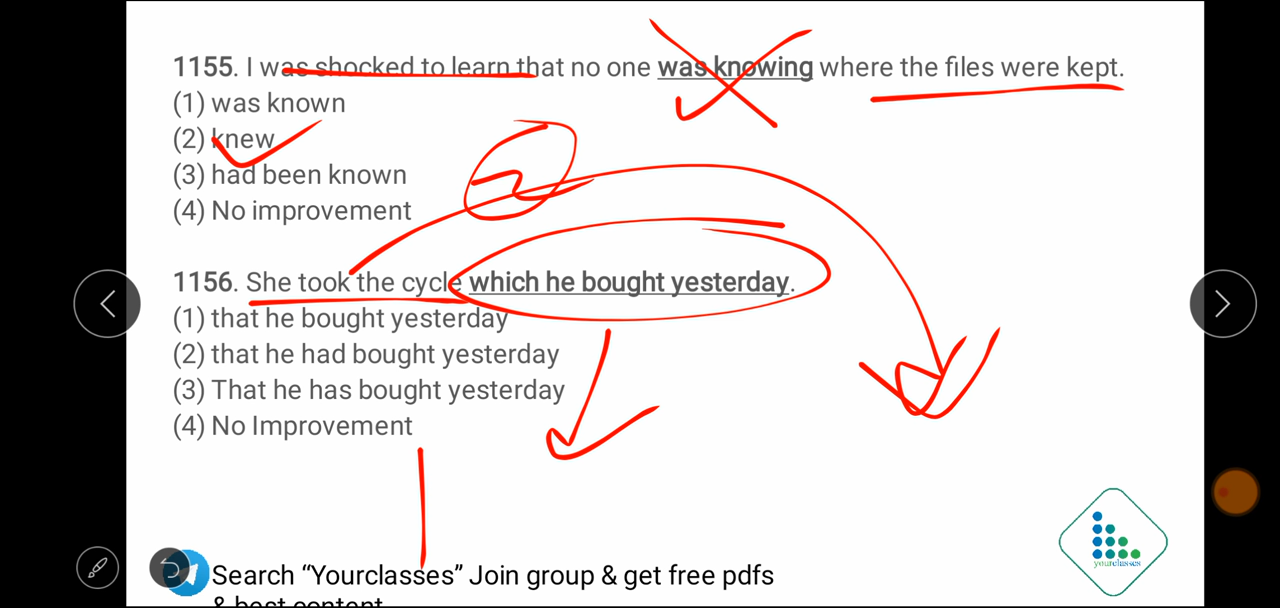 1155. I was shocked to learn that no one was knowing where the files were kept.
(1) was known
(2) knew
(3) had been known
(4) No improvement
2
1156. She took the cycle which he bought yesterday.
(1) that he bought yesterday
(2) that he had bought yesterday
(3) That he has bought yesterday
(4) No Improvement
yourclasses
Search “Yourclasses” Join group & get free pdfs
& best content